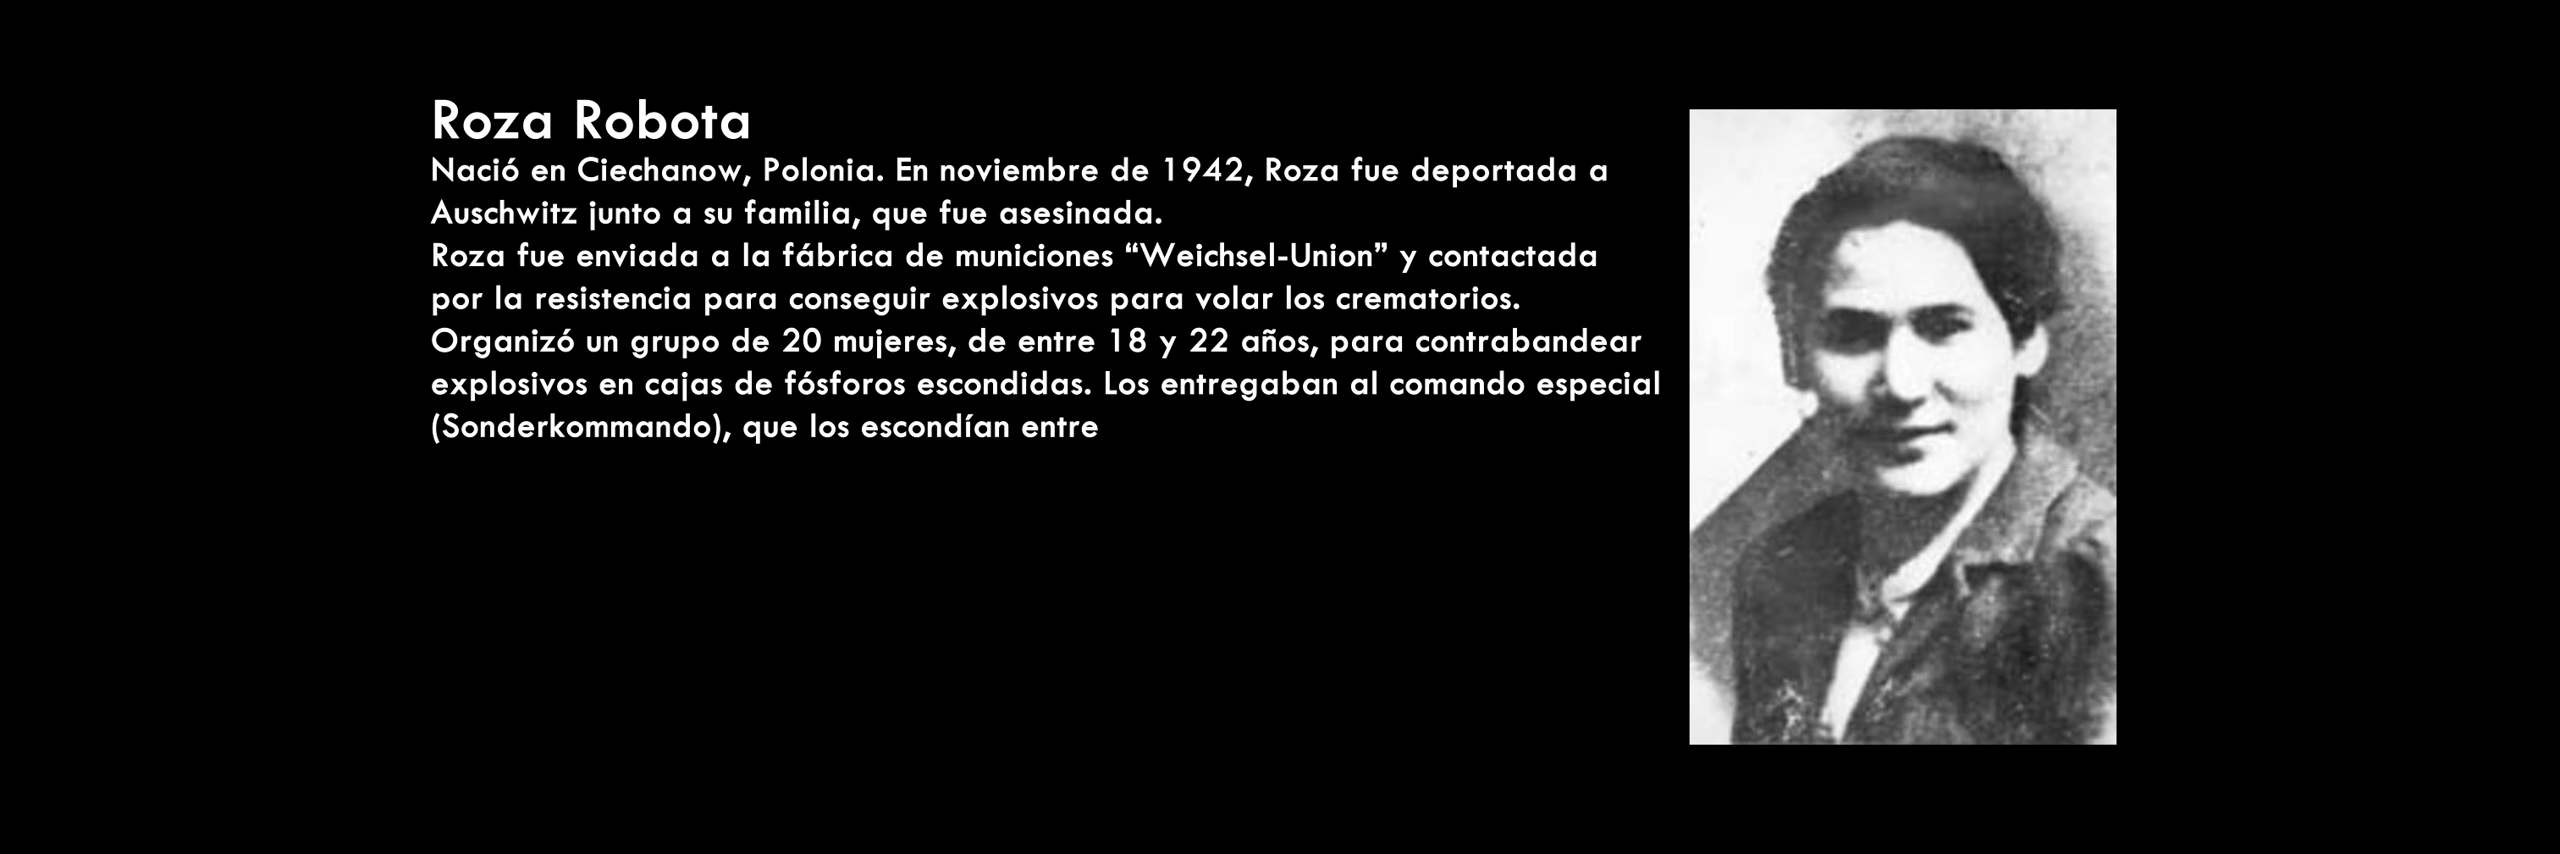 Roza Robota
Nació en Ciechanow, Polonia. En noviembre de 1942, Roza fue deportada a
Auschwitz junto a su familia, que fue asesinada.
Roza fue enviada a la fábrica de municiones “Weichsel-Union” y contactada
por la resistencia para conseguir explosivos para volar los crematorios.
Organizó un grupo de 20 mujeres, de entre 18 y 22 años, para contrabandear
explosivos en cajas de fósforos escondidas. Los entregaban al comando especial
(Sonderkommando), que los escondían entre